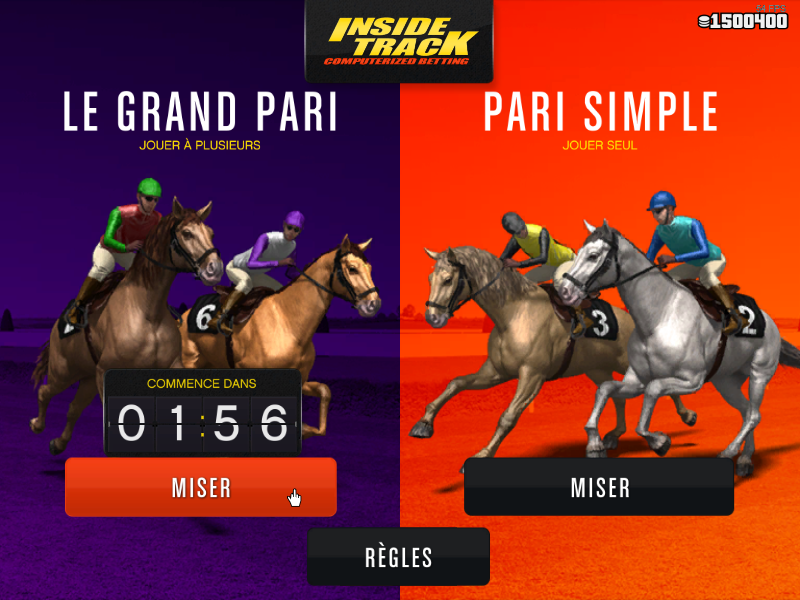 INSIDE
TRACK
COMPUTERIZED BETTING
1500400
LE GRAND PARI
JOUER À PLUSIEURS
PARI SIMPLE
JOUER SEUL
6
3
2
COMMENCE DANS
01:56
MISER
MISER
RÈGLES